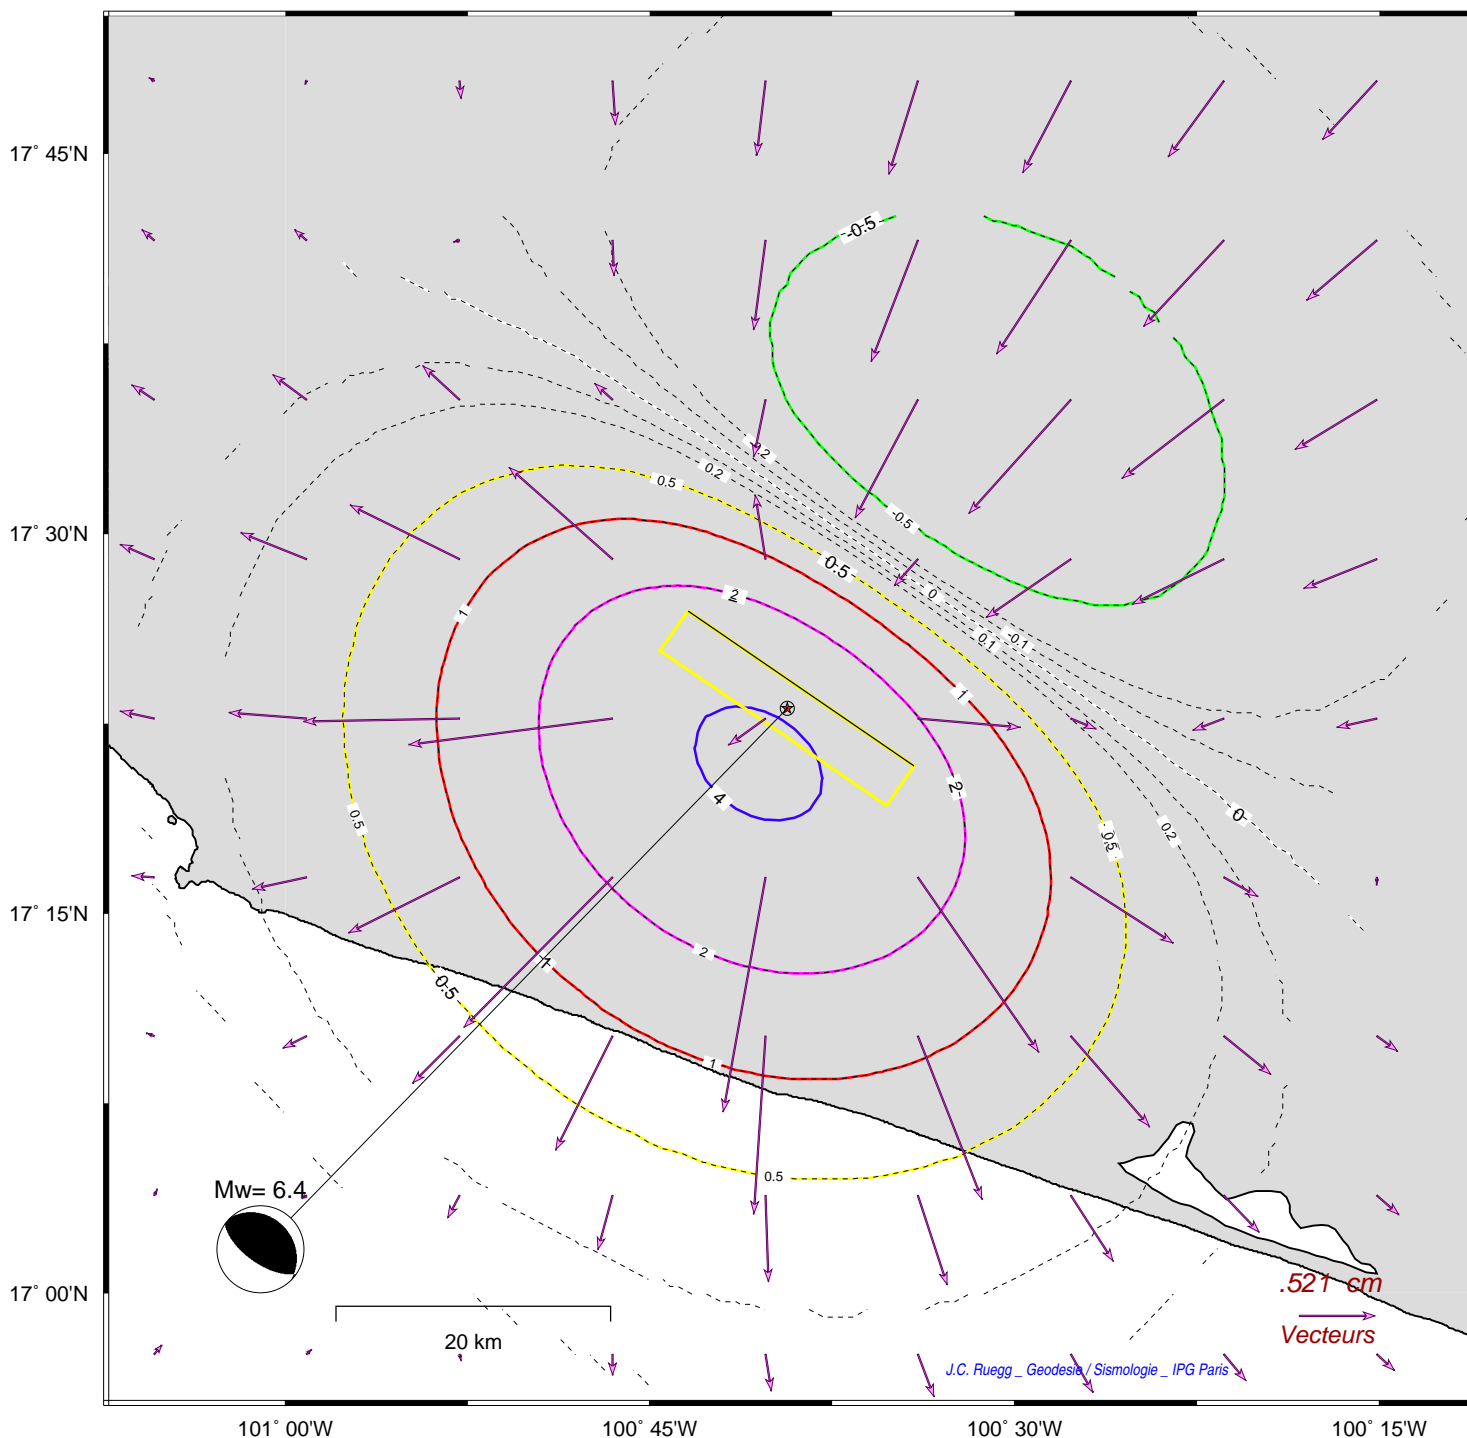 17° 45'N
-0.5
-0.2
0.2
0.5
17° 30'N
-0.5
0.5
2
0
1
-0.1
0.1
1
2
4
0
0.5
0.2
0.5
17° 15'N
2
1
0.5
1
0.5
Mw= 6.4
17° 00'N
.521 cm
Vecteurs
20 km
J.C. Ruegg _ Geodesie / Sismologie _ IPG Paris
101° 00'W
100° 45'W
100° 30'W
100° 15'W